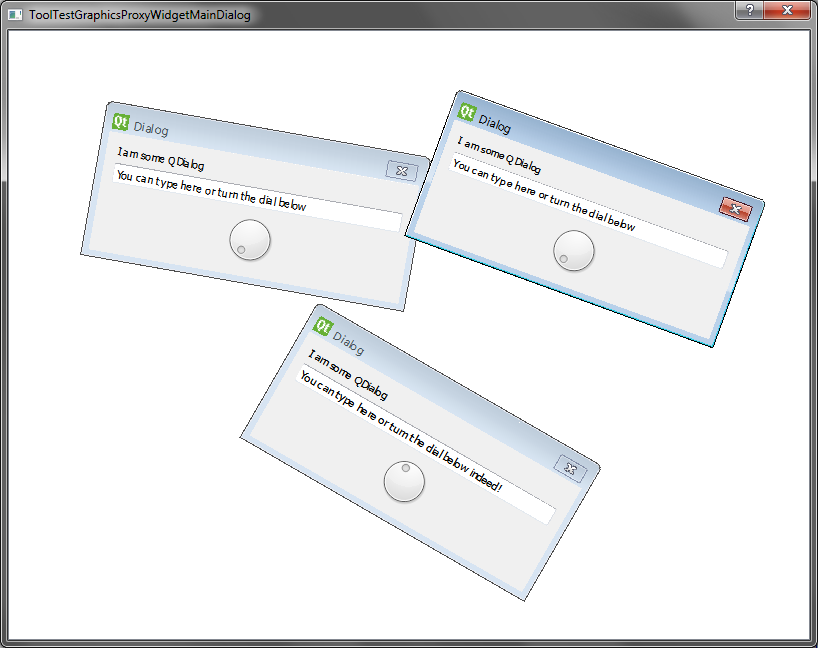 ToolTestGraphicsProxyWidgetMainDialog
Qt Dialog
I am some QDialog
You can type here or turn the dial below
Qt Dialog
I am some QDialog
You can type here or turn the dial below
Qt Dialog
I am some QDialog
You can type here or turn the dial below indeed!